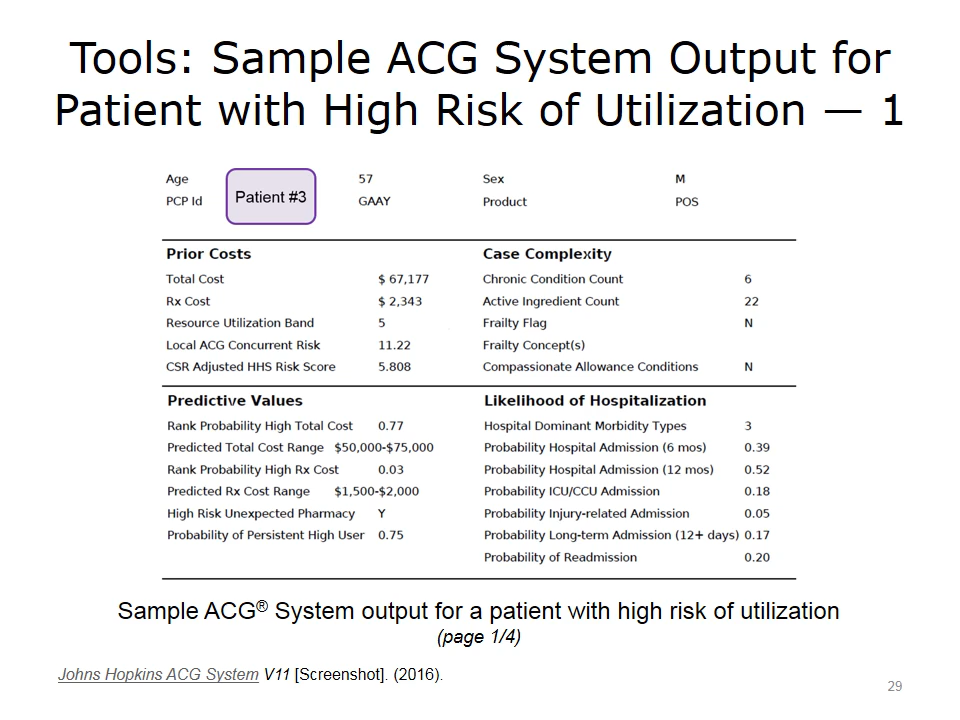 Tools: Sample ACG System Output for
Patient with High Risk of Utilization — 1
Age 57 Sex M
PCP Id Patient #3 GAAY Product POS
Prior Costs Case Complexity
Total Cost $ 67,177 Chronic Condition Count 6
Rx Cost $ 2,343 Active Ingredient Count 22
Resource Utilization Band 5 Frailty Flag N
Local ACG Concurrent Risk 11.22 Frailty Concept(s)
CSR Adjusted HHS Risk Score 5.808 Compassionate Allowance Conditions N
Predictive Values Likelihood of Hospitalization
Rank Probability High Total Cost 0.77 Hospital Dominant Morbidity Types 3
Predicted Total Cost Range $50,000-$75,000 Probability Hospital Admission (6 mos) 0.39
Rank Probability High Rx Cost 0.03 Probability Hospital Admission (12 mos) 0.52
Predicted Rx Cost Range $1,500-$2,000 Probability ICU/CCU Admission 0.18
High Risk Unexpected Pharmacy Y Probability Injury-related Admission 0.05
Probability of Persistent High User 0.75 Probability Long-term Admission (12+ days) 0.17
Probability of Readmission 0.20
Sample ACG® System output for a patient with high risk of utilization
(page 1/4)
Johns Hopkins ACG System V11 [Screenshot]. (2016).
29